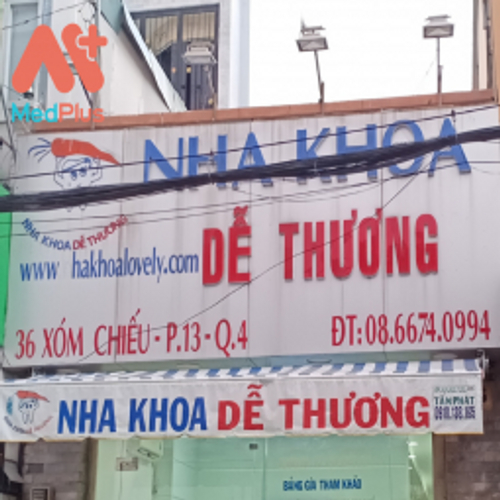 MedPlus
NHA KHOA
NHA KHOA DỄ THƯƠNG
DỄ THƯƠNG
www hakhoalovely.com
36 XÓM CHIẾU - P.13 - Q.4
ĐT: 08.6674.0994
NHA KHOA DỄ THƯƠNG
TẤN PHÁT
BẢNG GIÁ THAM KHẢO